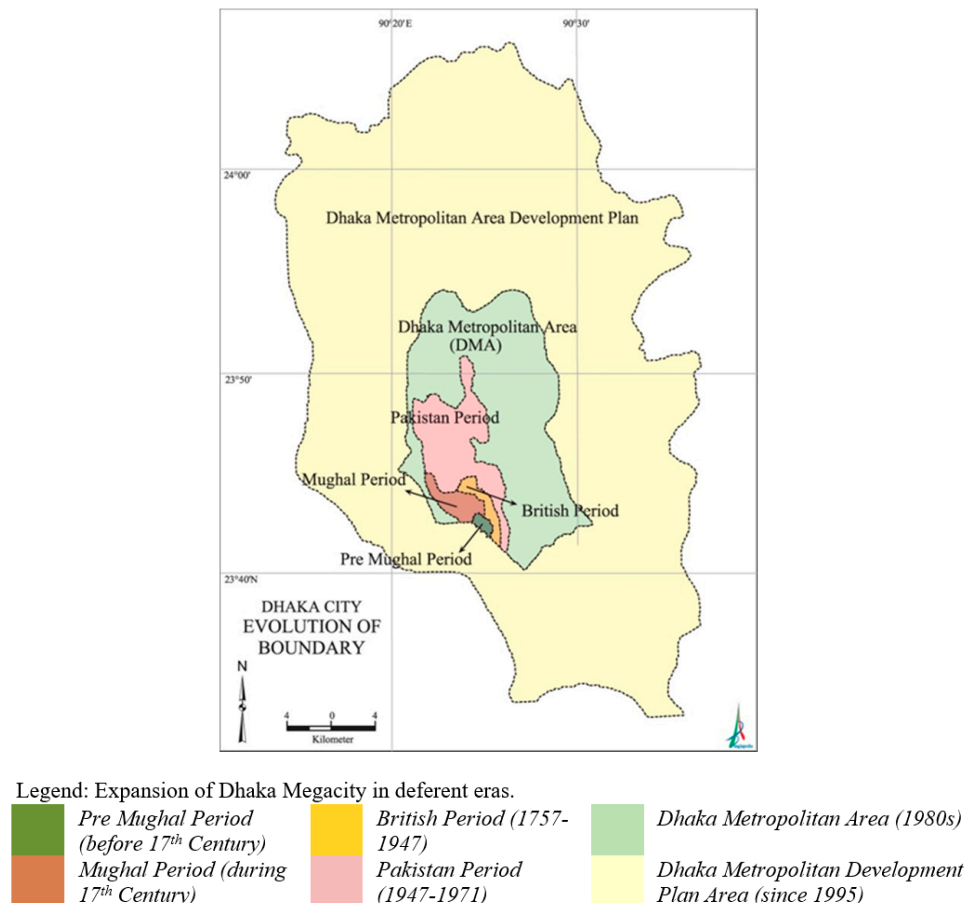 90°20'E
90°30'
24°00'
Dhaka Metropolitan Area Development Plan
Dhaka Metropolitan Area
(DMA)
23°50'
Pakistan Period
Mughal Period
British Period
Pre Mughal Period
23°40'N
DHAKA CITY
EVOLUTION OF
BOUNDARY
N
4 0 4
Kilometer
Legend: Expansion of Dhaka Megacity in deferent eras.
Pre Mughal Period
(before 17th Century)
British Period (1757-
1947)
Dhaka Metropolitan Area (1980s)
Mughal Period (during
17th Century)
Pakistan Period
(1947-1971)
Dhaka Metropolitan Development
Plan Area (since 1995)